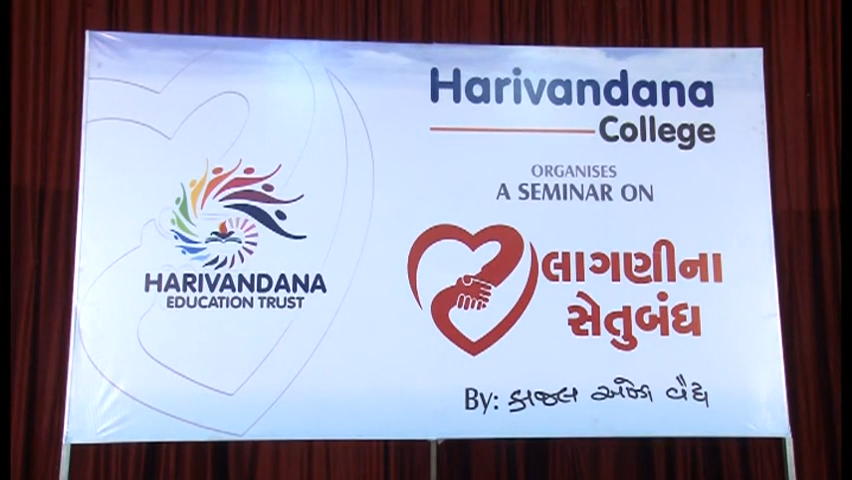 Harivandana
College
ORGANISES
A SEMINAR ON
લાગણીના
સેતુબંધ
By: કાજલ ઓઝા વૈદ્ય
HARIVANDANA
EDUCATION TRUST